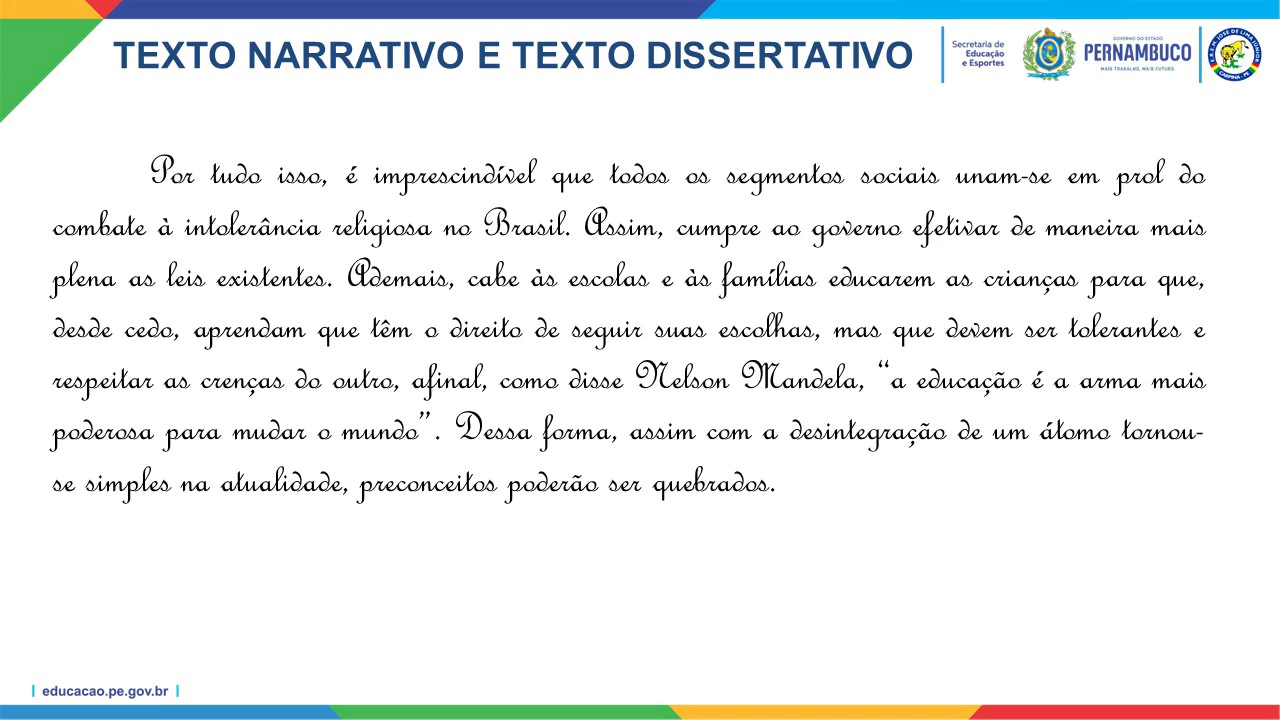 TEXTO NARRATIVO E TEXTO DISSERTATIVO
Secretaria de
Educação
e Esportes
GOVERNO DO ESTADO
PERNAMBUCO
MAIS TRABALHO, MAIS FUTURO
CARPINA - PE
Por tudo isso, é imprescindível que todos os segmentos sociais unam-se em prol do
combate à intolerância religiosa no Brasil. Assim, cumpre ao governo efetivar de maneira mais
plena as leis existentes. Ademais, cabe às escolas e às famílias educarem as crianças para que,
desde cedo, aprendam que têm o direito de seguir suas escolhas, mas que devem ser tolerantes e
respeitar as crenças do outro, afinal, como disse Nelson Mandela, “a educação é a arma mais
poderosa para mudar o mundo”. Dessa forma, assim com a desintegração de um átomo tornou-
se simples na atualidade, preconceitos poderão ser quebrados.
educacao.pe.gov.br